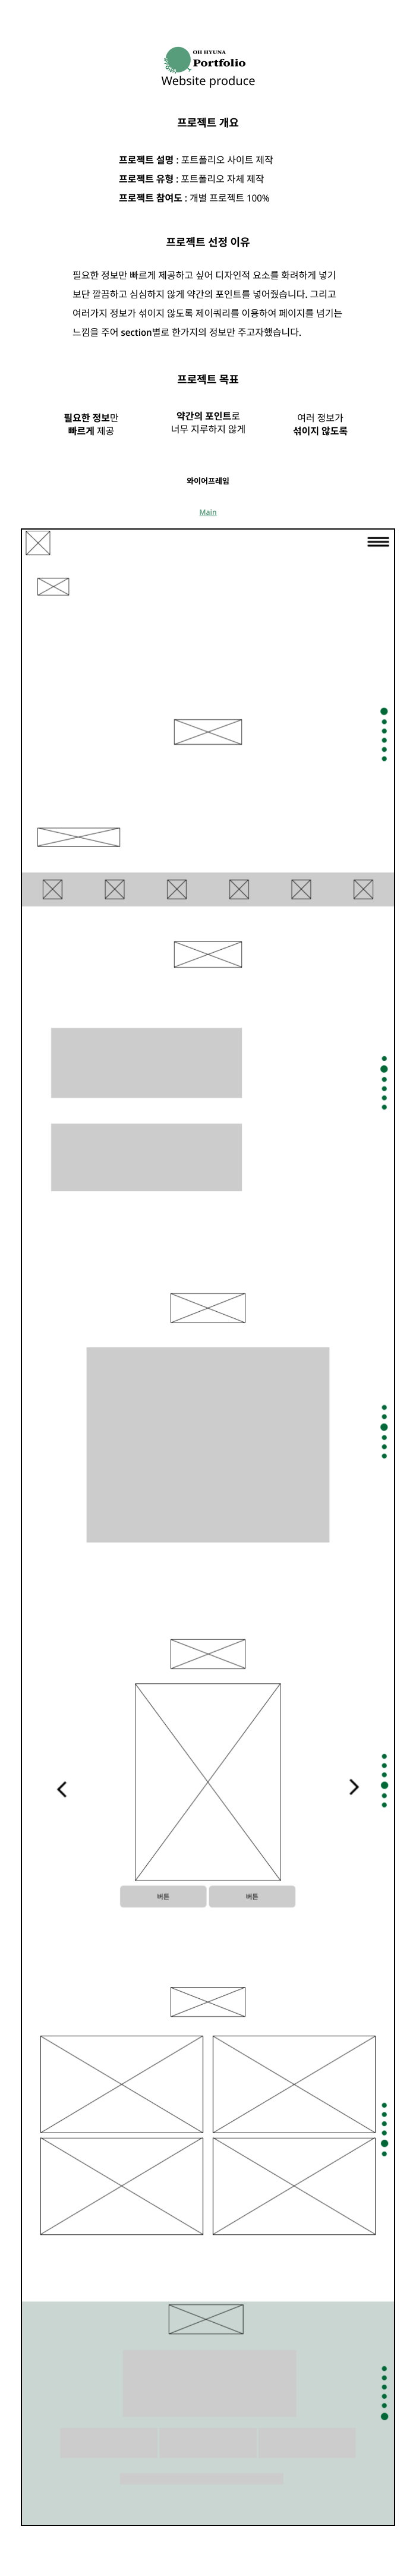 OH HYUNA
Portfolio
Website produce
프로젝트 개요
프로젝트 설명 : 포트폴리오 사이트 제작
프로젝트 유형 : 포트폴리오 자체 제작
프로젝트 참여도 : 개별 프로젝트 100%
프로젝트 선정 이유
필요한 정보만 빠르게 제공하고 싶어 디자인적 요소를 화려하게 넣기
보단 깔끔하고 심심하지 않게 약간의 포인트를 넣어줬습니다. 그리고
여러가지 정보가 섞이지 않도록 제이쿼리를 이용하여 페이지를 넘기는
느낌을 주어 section별로 한가지의 정보만 주고자했습니다.
프로젝트 목표
필요한 정보만
빠르게 제공
약간의 포인트로
너무 지루하지 않게
여러 정보가
섞이지 않도록
와이어프레임
Main
버튼
버튼